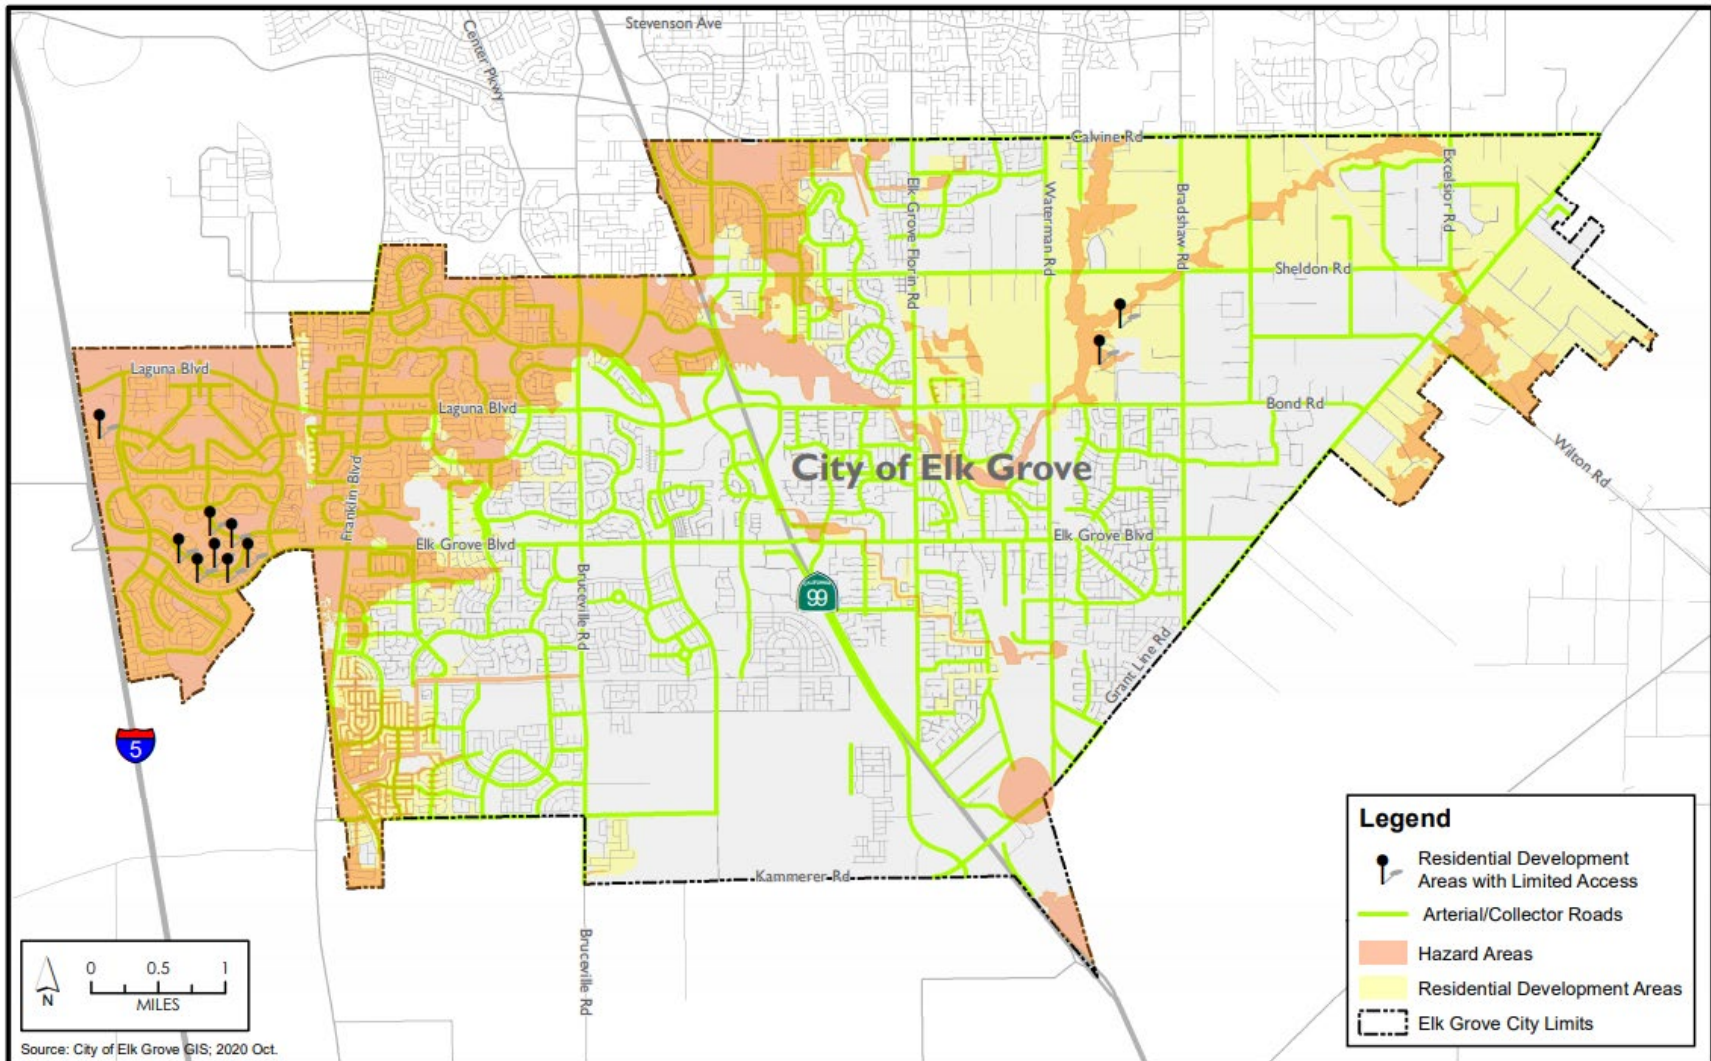 Stevenson Ave
Center Pkwy
Calvine Rd
Elk Grove Florin Rd
Waterman Rd
Bradshaw Rd
Excelsior Rd
Sheldon Rd
Laguna Blvd
Laguna Blvd
Bond Rd
Wilton Rd
City of Elk Grove
Franklin Blvd
Elk Grove Blvd
Elk Grove Blvd
Bruceville Rd
CALIFORNIA
99
Grant Line Rd
5
Kammerer Rd
Bruceville Rd
Legend
Residential Development
Areas with Limited Access
Arterial/Collector Roads
Hazard Areas
Residential Development Areas
Elk Grove City Limits
N
0 0.5 1
MILES
Source: City of Elk Grove GIS; 2020 Oct.